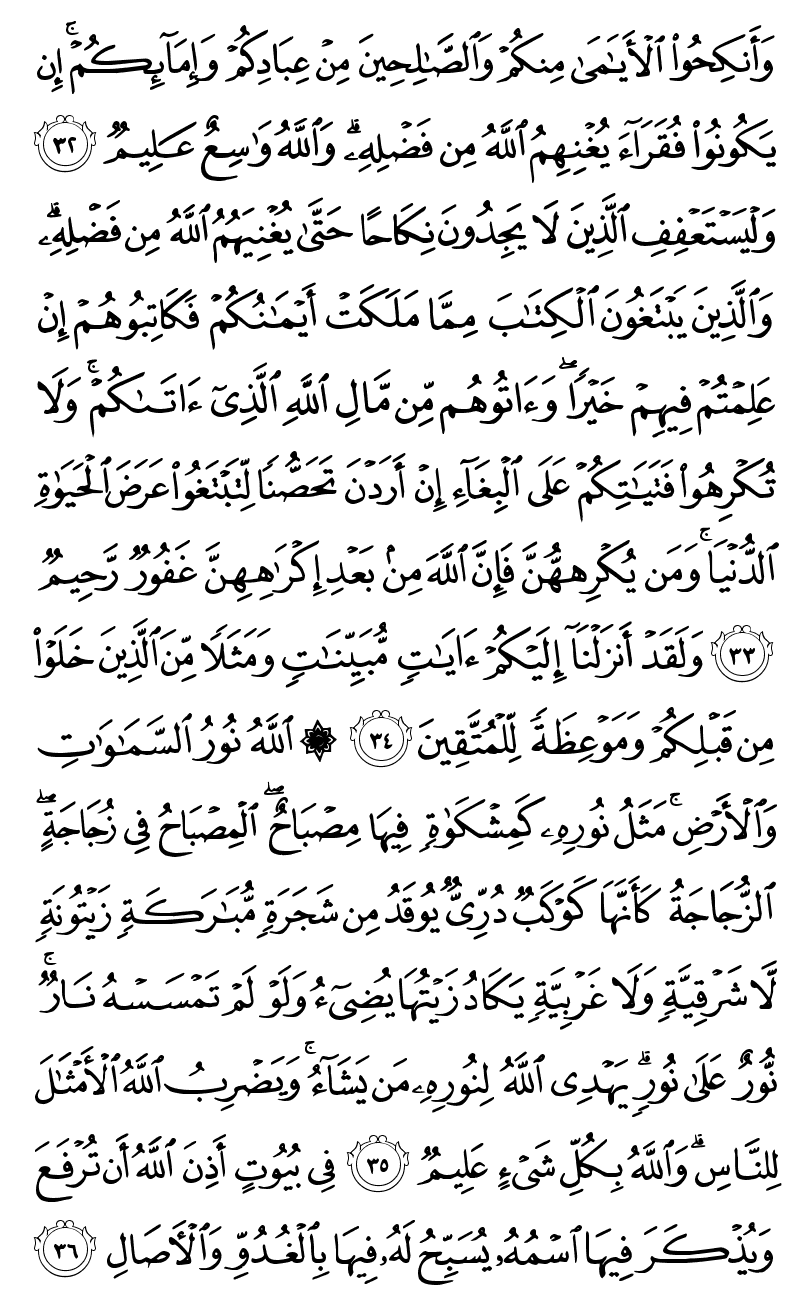 وَأَنكِحُوا۟ ٱلْأَيَـٰمَىٰ مِنكُمْ وَٱلصَّـٰلِحِينَ مِنْ عِبَادِكُمْ وَإِمَآئِكُمْ ۚ إِن
يَكُونُوا۟ فُقَرَآءَ يُغْنِهِمُ ٱللَّهُ مِن فَضْلِهِۦ ۗ وَٱللَّهُ وَٰسِعٌ عَلِيمٌ ٣٢
وَلْيَسْتَعْفِفِ ٱلَّذِينَ لَا يَجِدُونَ نِكَاحًا حَتَّىٰ يُغْنِيَهُمُ ٱللَّهُ مِن فَضْلِهِۦ ۗ
وَٱلَّذِينَ يَبْتَغُونَ ٱلْكِتَـٰبَ مِمَّا مَلَكَتْ أَيْمَـٰنُكُمْ فَكَاتِبُوهُمْ إِنْ
عَلِمْتُمْ فِيهِمْ خَيْرًا ۖ وَءَاتُوهُم مِّن مَّالِ ٱللَّهِ ٱلَّذِىٓ ءَاتَىٰكُمْ ۚ وَلَا
تُكْرِهُوا۟ فَتَيَـٰتِكُمْ عَلَى ٱلْبِغَآءِ إِنْ أَرَدْنَ تَحَصُّنًا لِّتَبْتَغُوا۟ عَرَضَ ٱلْحَيَوٰةِ
ٱلدُّنْيَا ۚ وَمَن يُكْرِههُّنَّ فَإِنَّ ٱللَّهَ مِنۢ بَعْدِ إِكْرَٰهِهِنَّ غَفُورٌ رَّحِيمٌ
٣٣ وَلَقَدْ أَنزَلْنَآ إِلَيْكُمْ ءَايَـٰتٍ مُّبَيِّنَـٰتٍ وَمَثَلًا مِّنَ ٱلَّذِينَ خَلَوْا۟
مِن قَبْلِكُمْ وَمَوْعِظَةً لِّلْمُتَّقِينَ ٣٤ ۞ ٱللَّهُ نُورُ ٱلسَّمَـٰوَٰتِ
وَٱلْأَرْضِ ۚ مَثَلُ نُورِهِۦ كَمِشْكَوٰةٍ فِيهَا مِصْبَاحٌ ۖ ٱلْمِصْبَاحُ فِى زُجَاجَةٍ ۖ
ٱلزُّجَاجَةُ كَأَنَّهَا كَوْكَبٌ دُرِّىٌّ يُوقَدُ مِن شَجَرَةٍ مُّبَـٰرَكَةٍ زَيْتُونَةٍ
لَّا شَرْقِيَّةٍ وَلَا غَرْبِيَّةٍ يَكَادُ زَيْتُهَا يُضِىٓءُ وَلَوْ لَمْ تَمْسَسْهُ نَارٌ ۚ
نُّورٌ عَلَىٰ نُورٍ ۗ يَهْدِى ٱللَّهُ لِنُورِهِۦ مَن يَشَآءُ ۚ وَيَضْرِبُ ٱللَّهُ ٱلْأَمْثَـٰلَ
لِلنَّاسِ ۗ وَٱللَّهُ بِكُلِّ شَىْءٍ عَلِيمٌ ٣٥ فِى بُيُوتٍ أَذِنَ ٱللَّهُ أَن تُرْفَعَ
وَيُذْكَرَ فِيهَا ٱسْمُهُۥ يُسَبِّحُ لَهُۥ فِيهَا بِٱلْغُدُوِّ وَٱلْـَٔاصَالِ ٣٦